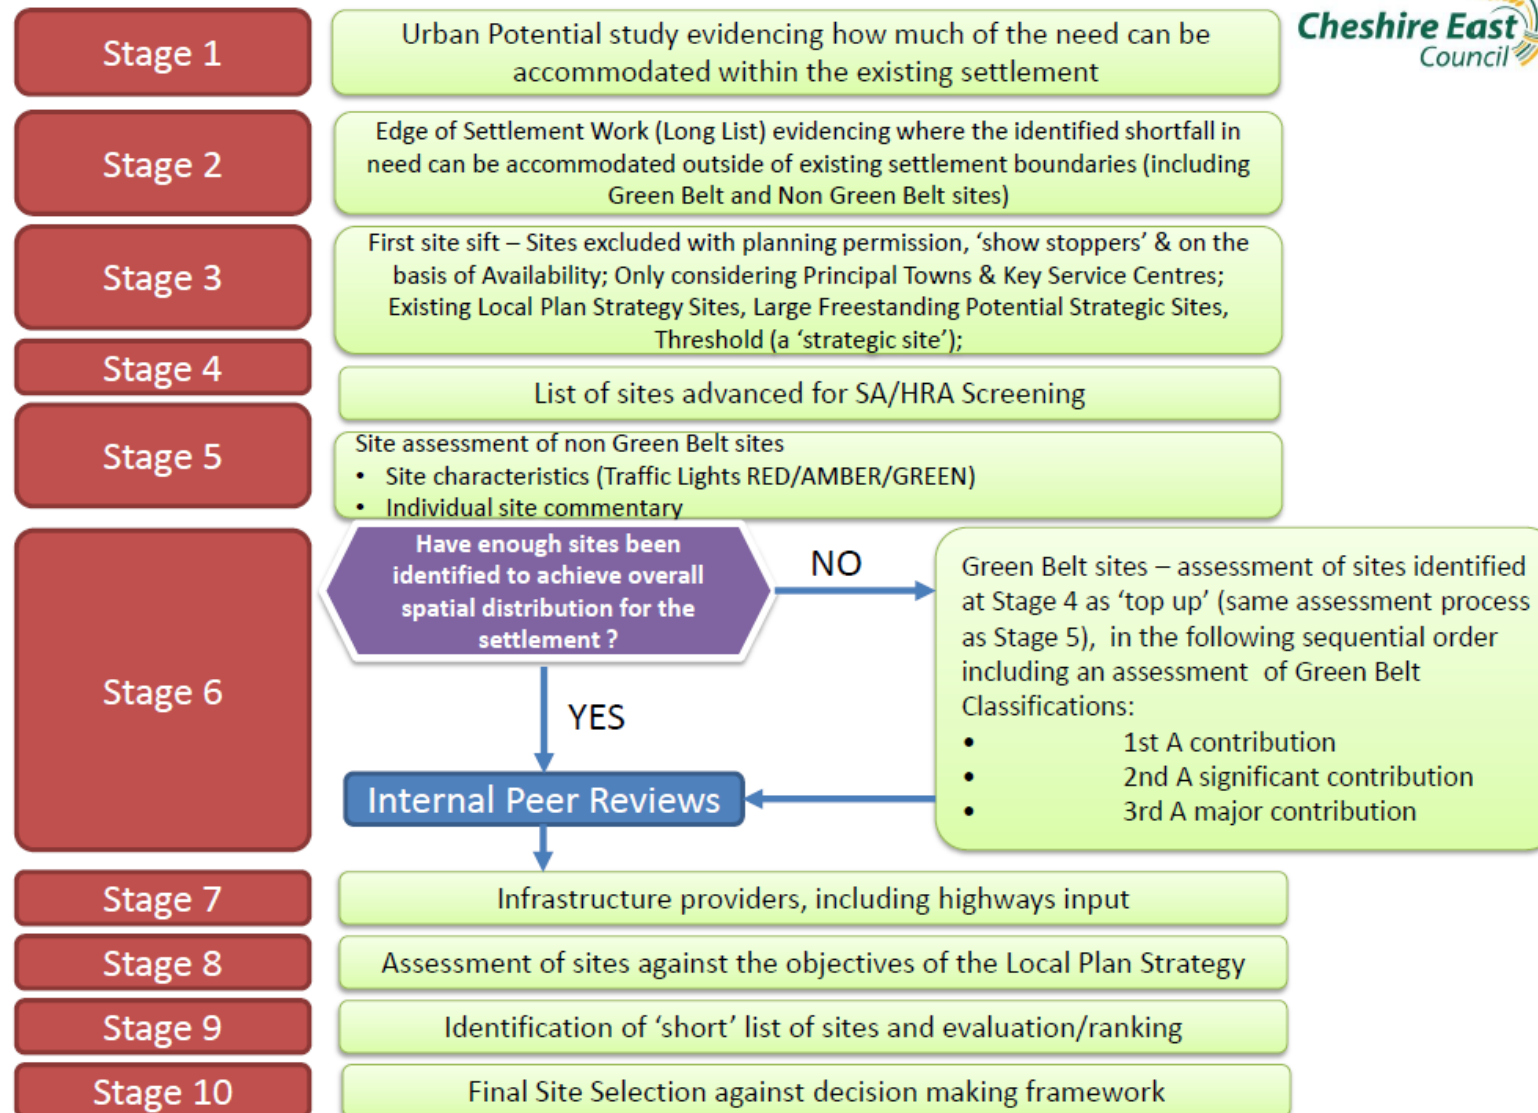 Cheshire East
Council
Stage 1
Urban Potential study evidencing how much of the need can be
accommodated within the existing settlement
Stage 2
Edge of Settlement Work (Long List) evidencing where the identified shortfall in
need can be accommodated outside of existing settlement boundaries (including
Green Belt and Non Green Belt sites)
Stage 3
First site sift – Sites excluded with planning permission, ‘show stoppers’ & on the
basis of Availability; Only considering Principal Towns & Key Service Centres;
Existing Local Plan Strategy Sites, Large Freestanding Potential Strategic Sites,
Threshold (a ‘strategic site’);
Stage 4
List of sites advanced for SA/HRA Screening
Stage 5
Site assessment of non Green Belt sites
• Site characteristics (Traffic Lights RED/AMBER/GREEN)
• Individual site commentary
Stage 6
Have enough sites been
identified to achieve overall
spatial distribution for the
settlement ?
NO
Green Belt sites – assessment of sites identified
at Stage 4 as ‘top up’ (same assessment process
as Stage 5), in the following sequential order
including an assessment of Green Belt
Classifications:
• 1st A contribution
• 2nd A significant contribution
• 3rd A major contribution
YES
Internal Peer Reviews
Stage 7
Infrastructure providers, including highways input
Stage 8
Assessment of sites against the objectives of the Local Plan Strategy
Stage 9
Identification of ‘short’ list of sites and evaluation/ranking
Stage 10
Final Site Selection against decision making framework